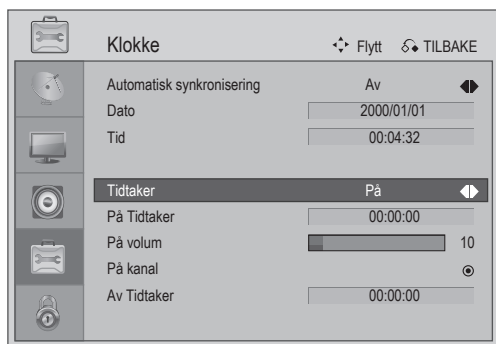 Klokke Flytt TILBAKE
Automatisk synkronisering Av
Dato 2000/01/01
Tid 00:04:32
Tidtaker På
På Tidtaker 00:00:00
På volum 10
På kanal
Av Tidtaker 00:00:00